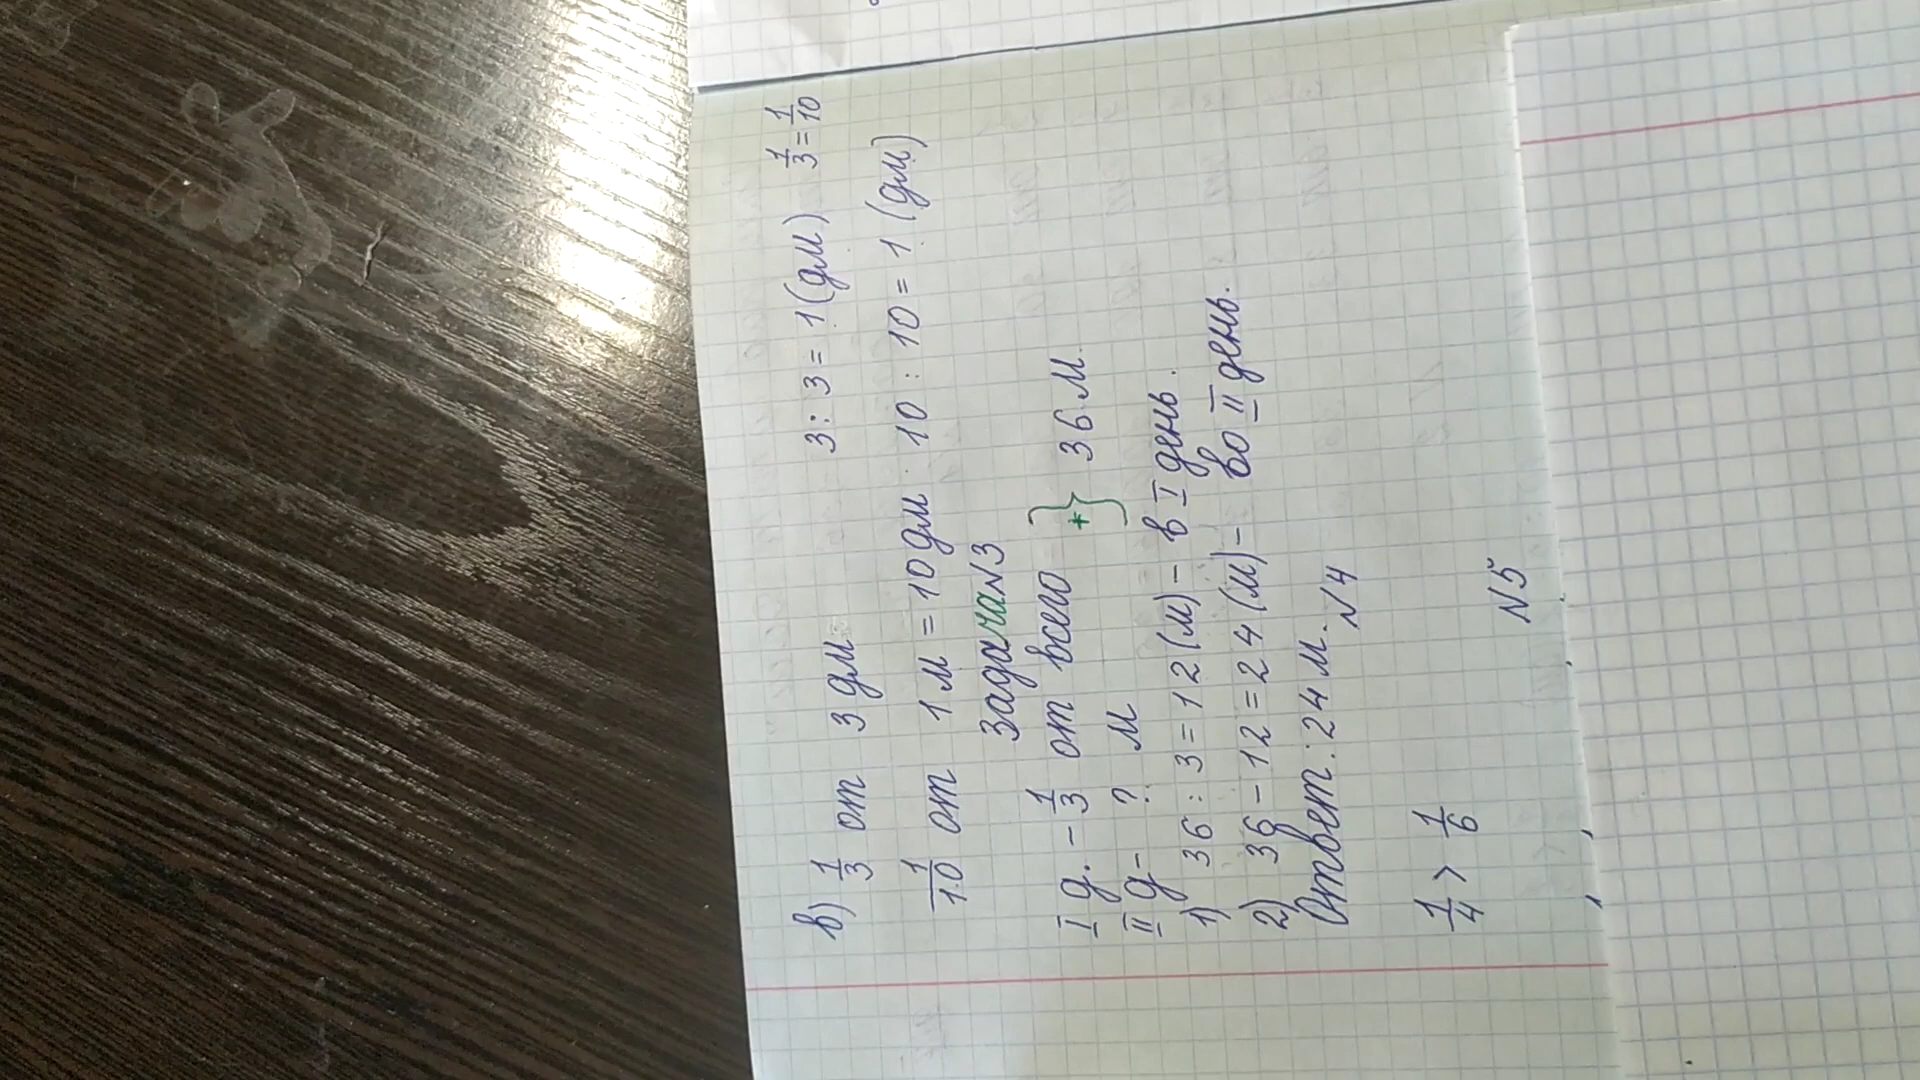 в) 1/3 от 3 дм 3 : 3 = 1 (дм) 1/3 = 1/10
1/10 от 1 м = 10 дм 10 : 10 = 1 (дм)
Задача №3
I д. - 1/3 от всего } 36 м.
II д - ? м
1) 36 : 3 = 12 (м) - в I день.
2) 36 - 12 = 24 (м) - во II день.
Ответ: 24 м.
№4
1/4 > 1/6
№5